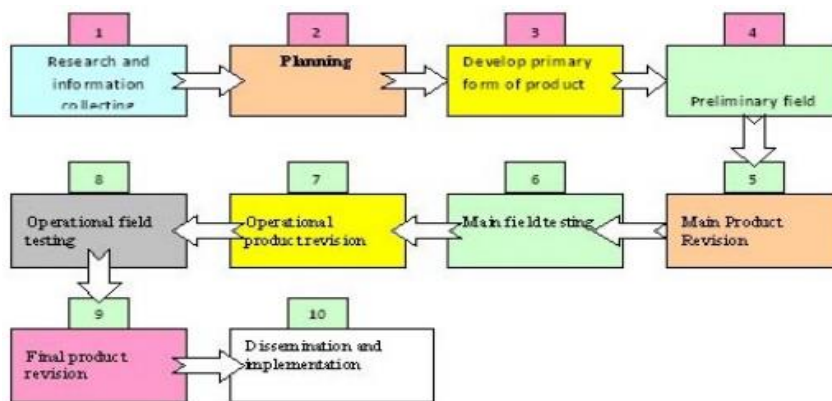 1
2
3
4
Research and
information
collecting
Planning
Develop primary
form of product
Preliminary field
8
7
6
5
Operational field
testing
Operational
product revision
Main field testing
Main Product
Revision
9
10
Final product
revision
Dissemination and
implementation